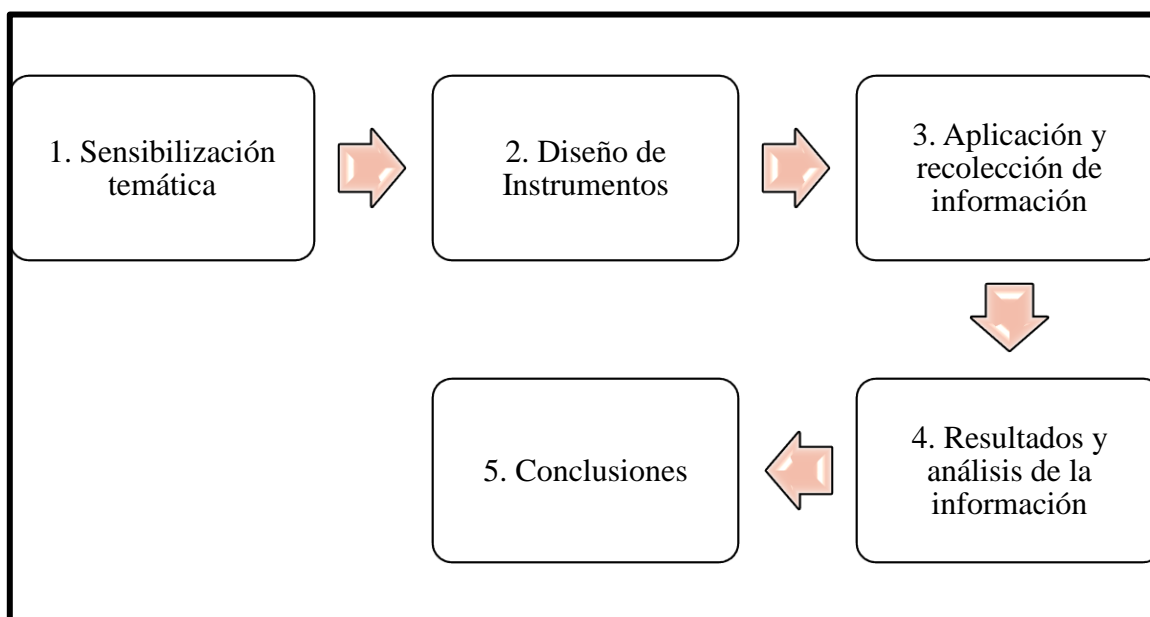 1. Sensibilización
temática
2. Diseño de
Instrumentos
3. Aplicación y
recolección de
información
4. Resultados y
análisis de la
información
5. Conclusiones